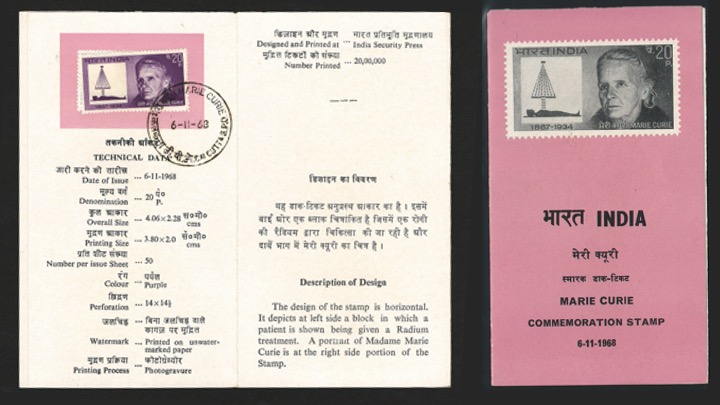 भारत INDIA
प. 20
P.
1867-1934 मेरी क्यूरी MARIE CURIE
MARIE CURIE
6-11-68
CALCUTTA G.P.O.
तकनीकी आंकड़े
TECHNICAL DATA
जारी करने की तारीख
Date of Issue ... 6-11-1968
मूल्य वर्ग
Denomination ... 20 पै० P.
कुल आकार
Overall Size ... 4.06×2.28 सें०मी० cms
मुद्रण आकार
Printing Size ... 3.80×2.0 सें०मी० cms
प्रति शीट संख्या
Number per issue Sheet ... 50
रंग ... पर्पल
Colour Purple
छिद्रण
Perforation ... 14×14½
जलचिह्न ... बिना जलचिह्न वाले
कागज़ पर मुद्रित
Watermark ... Printed on unwater-
marked paper
मुद्रण प्रक्रिया ... फोटोग्रेव्योर
Printing Process Photogravure
डिज़ाइन और मुद्रण ... भारत प्रतिभूति मुद्रणालय
Designed and Printed at India Security Press
मुद्रित टिकटों की संख्या
Number Printed ... 20,00,000
डिज़ाइन का विवरण
यह डाक-टिकट अनुप्रस्थ आकार का है। इसमें
बाईं ओर एक ब्लाक चित्रांकित है जिसमें एक रोगी
की रेडियम द्वारा चिकित्सा की जा रही है और
दायें भाग में मेरी क्यूरी का चित्र है।
Description of Design
The design of the stamp is horizontal.
It depicts at left side a block in which a
patient is shown being given a Radium
treatment. A portrait of Madame Marie
Curie is at the right side portion of the
Stamp.
भारत INDIA
प. 20
P.
1867-1934 मेरी क्यूरी MARIE CURIE
भारत INDIA
मेरी क्यूरी
स्मारक डाक-टिकट
MARIE CURIE
COMMEMORATION STAMP
6-11-1968